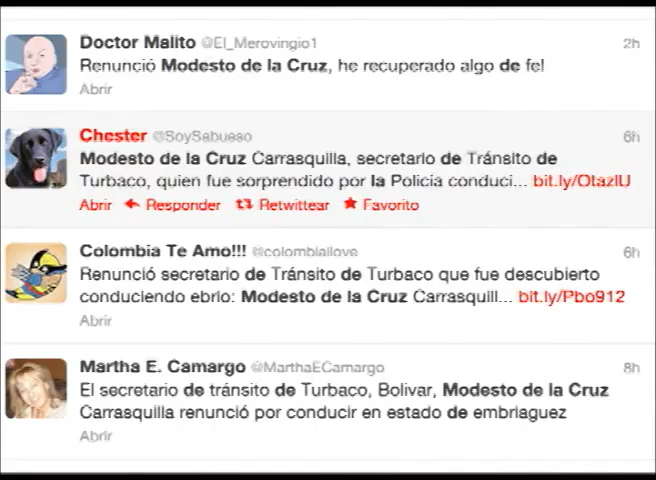 Doctor Malito @El_Merovingio1 2h
Renunció Modesto de la Cruz, he recuperado algo de fe!
Abrir
Chester @SoySabueso 6h
Modesto de la Cruz Carrasquilla, secretario de Tránsito de
Turbaco, quien fue sorprendido por la Policía conduci... bit.ly/OtazIU
Abrir Responder Retwittear Favorito
Colombia Te Amo!!! @colombiailove 6h
Renunció secretario de Tránsito de Turbaco que fue descubierto
conduciendo ebrio: Modesto de la Cruz Carrasquill... bit.ly/Pbo912
Abrir
Martha E. Camargo @MarthaECamargo 8h
El secretario de tránsito de Turbaco, Bolivar, Modesto de la Cruz
Carrasquilla renunció por conducir en estado de embriaguez
Abrir